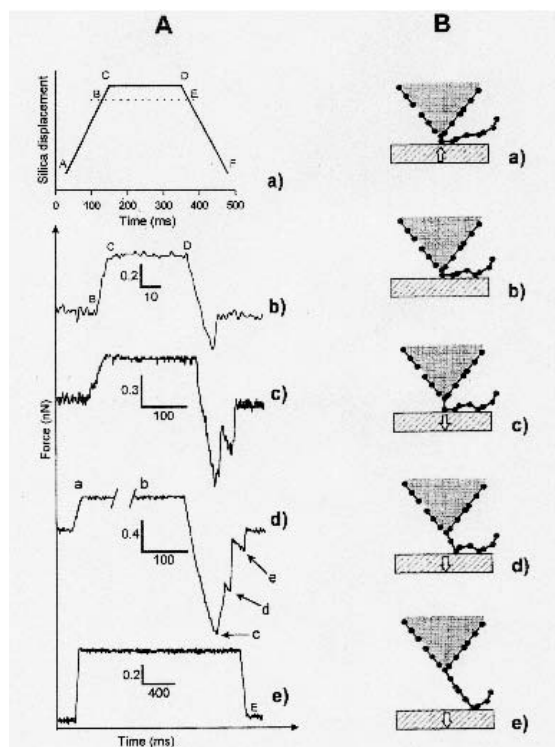 A
B
C
D
B
E
A
F
Silica displacement
0
100
200
300
400
500
Time (ms)
a)
C
D
B
0.2
10
b)
0.3
100
c)
Force (nN)
a
b
0.4
100
d)
e
d
c
0.2
400
E
e)
Time (ms)
a)
b)
c)
d)
e)